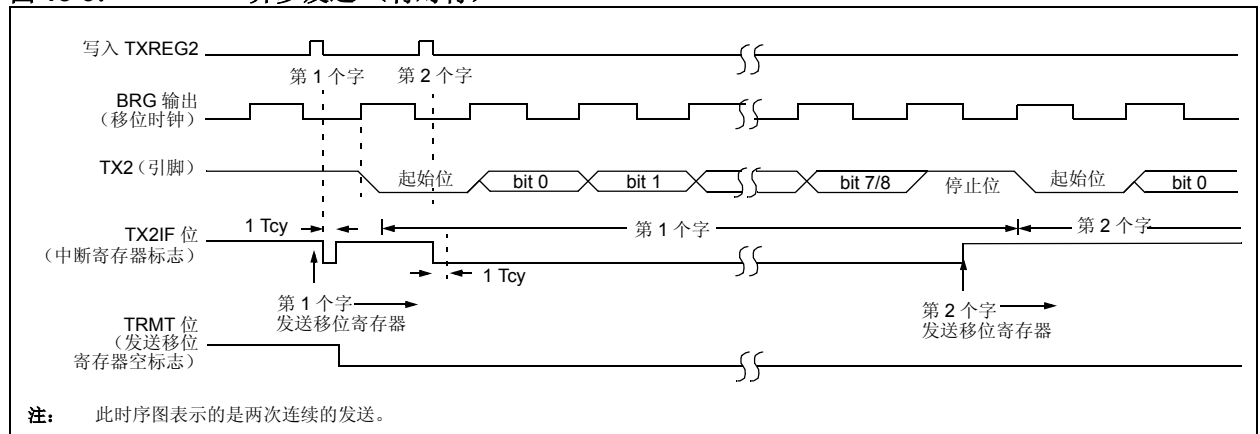 写入 TXREG2
第 1 个字
第 2 个字
BRG 输出
（移位时钟）
TX2（引脚）
起始位
bit 0
bit 1
bit 7/8
停止位
起始位
bit 0
TX2IF 位
（中断寄存器标志）
1 Tcy
第 1 个字
第 2 个字
1 Tcy
第 1 个字
发送移位寄存器
第 2 个字
发送移位寄存器
TRMT 位
（发送移位
寄存器空标志）
注： 此时序图表示的是两次连续的发送。